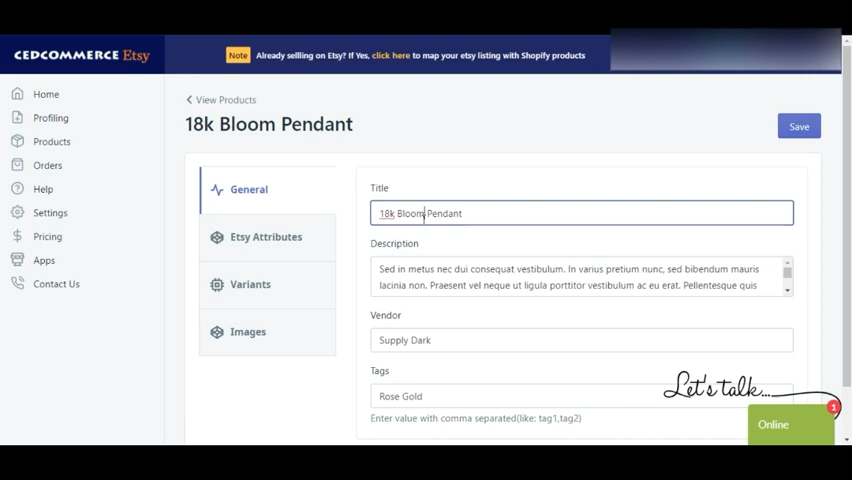 CEDCOMMERCE Etsy
Note Already sellling on Etsy? If Yes, click here to map your etsy listing with Shopify products
Home
Profiling
Products
Orders
Help
Settings
Pricing
Apps
Contact Us
View Products
18k Bloom Pendant
Save
General
Etsy Attributes
Variants
Images
Title
18k Bloom Pendant
Description
Sed in metus nec dui consequat vestibulum. In varius pretium nunc, sed bibendum mauris
lacinia non. Praesent vel neque ut ligula porttitor vestibulum ac eu erat. Pellentesque quis
Vendor
Supply Dark
Tags
Rose Gold
Enter value with comma separated(like: tag1,tag2)
Let's talk...
1
Online